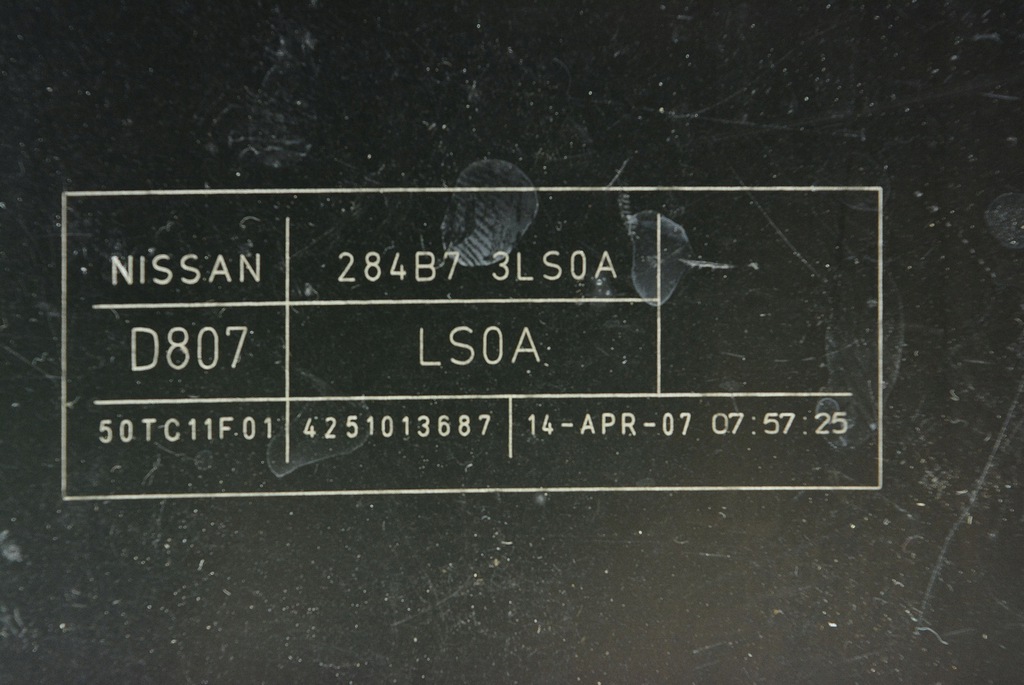 NISSAN 284B7 3LS0A
D807 LS0A
50TC11F01 4251013687 14-APR-07 07:57:25